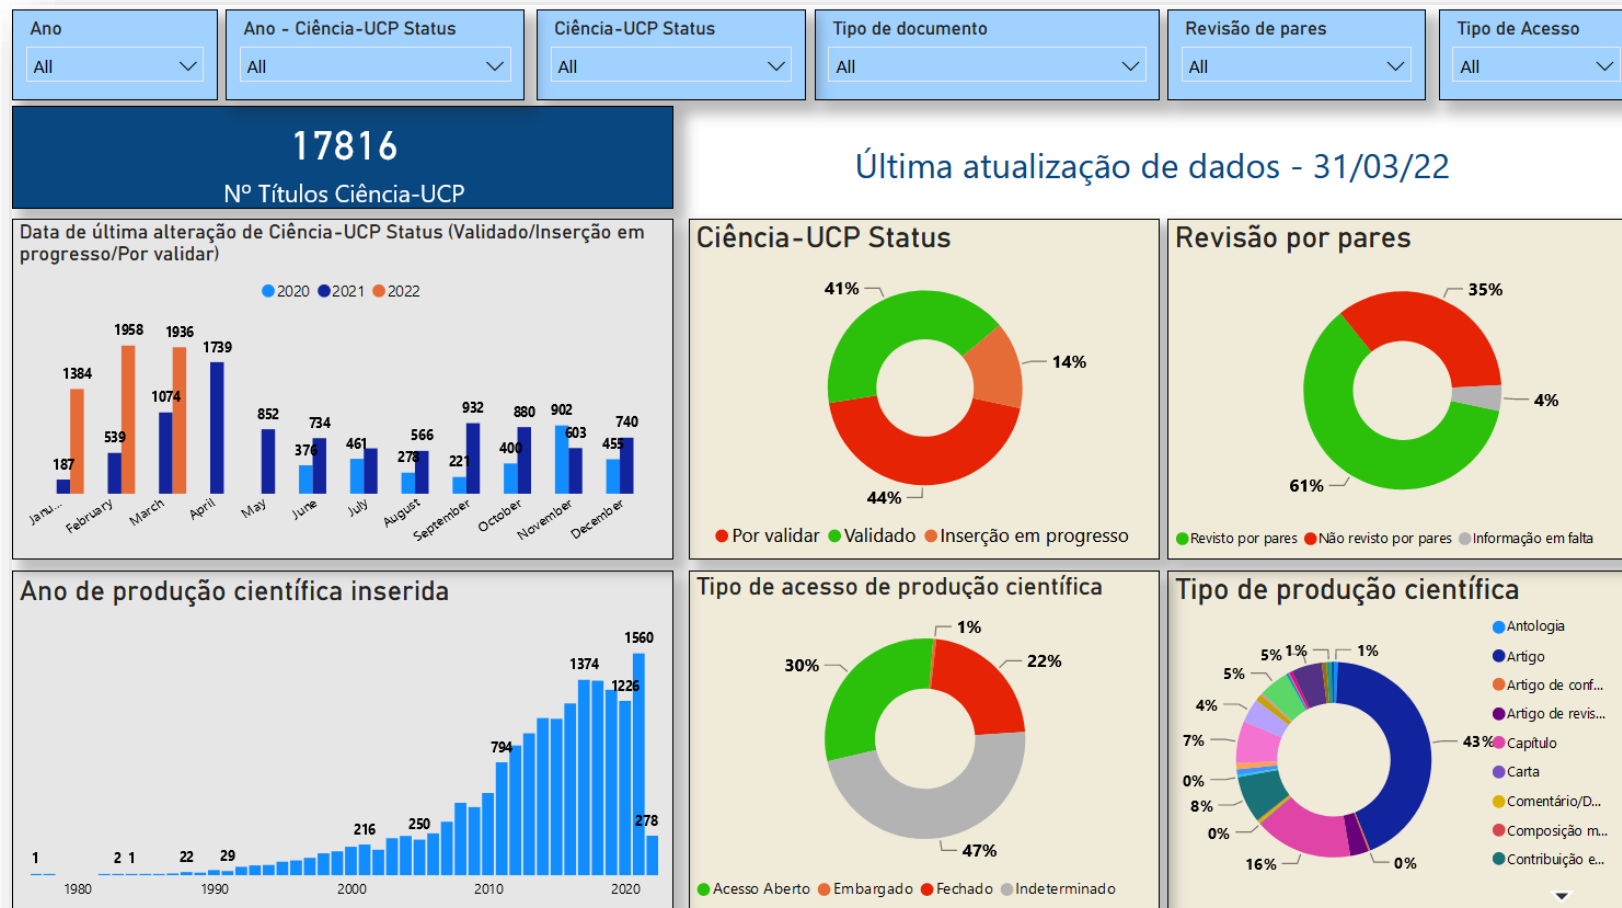 Ano
Ano - Ciência-UCP Status
Ciência-UCP Status
Tipo de documento
Revisão de pares
Tipo de Acesso
All
All
All
All
All
All
17816
Nº Títulos Ciência-UCP
Última atualização de dados - 31/03/22
Data de última alteração de Ciência-UCP Status (Validado/Inserção em
progresso/Por validar)
2020 2021 2022
1384
1958
1936
1739
187
539
1074
852
376
734
461
278
566
221
932
400
880
902
603
455
740
Janu...
February
March
April
May
June
July
August
September
October
November
December
Ciência-UCP Status
41%
14%
44%
Por validar Validado Inserção em progresso
Revisão por pares
35%
4%
61%
Revisto por pares Não revisto por pares Informação em falta
Ano de produção científica inserida
1
2
1
22
29
216
250
794
1374
1226
1560
278
1980
1990
2000
2010
2020
Tipo de acesso de produção científica
1%
30%
22%
47%
Acesso Aberto Embargado Fechado Indeterminado
Tipo de produção científica
5%
1%
1%
5%
4%
7%
0%
8%
0%
16%
0%
43%
Antologia
Artigo
Artigo de conf...
Artigo de revis...
Capítulo
Carta
Comentário/D...
Composição m...
Contribuição e...